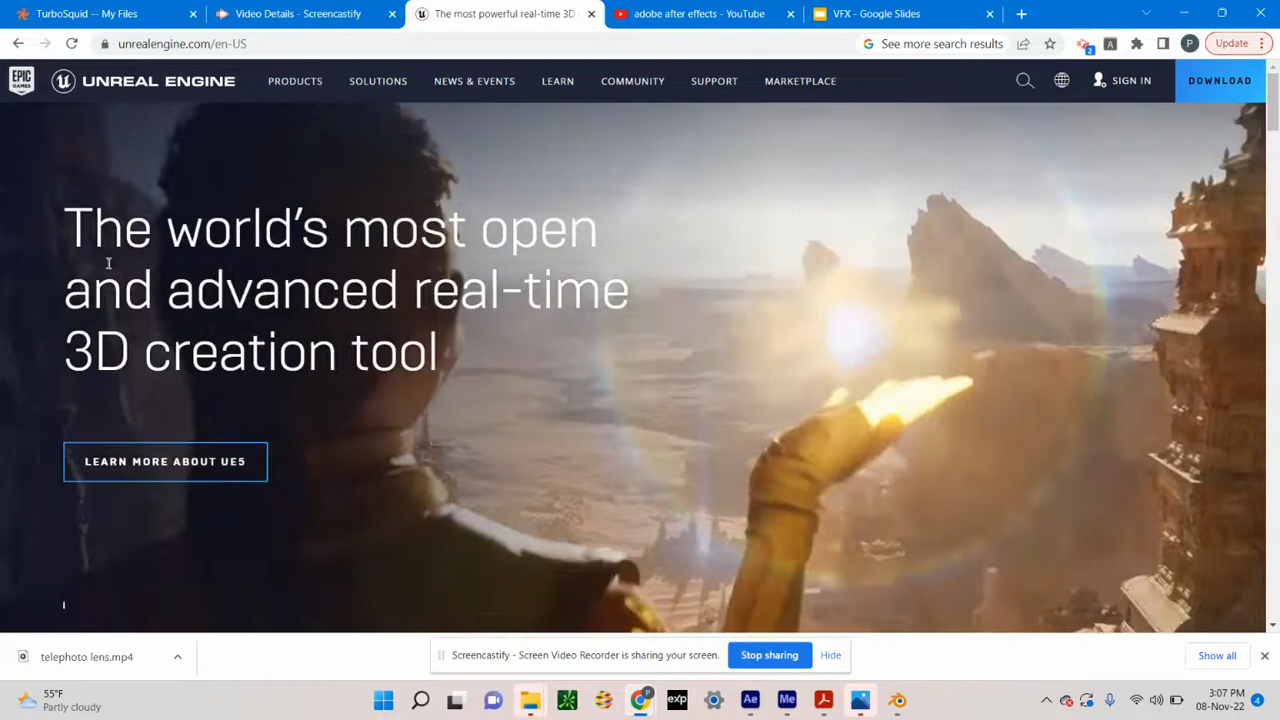 TurboSquid -- My Files
Video Details - Screencastify
The most powerful real-time 3D
adobe after effects - YouTube
VFX - Google Slides
unrealengine.com/en-US
See more search results
2
A
P
Update
EPIC
GAMES
UNREAL ENGINE
PRODUCTS
SOLUTIONS
NEWS & EVENTS
LEARN
COMMUNITY
SUPPORT
MARKETPLACE
SIGN IN
DOWNLOAD
The world's most open
and advanced real-time
3D creation tool
LEARN MORE ABOUT UE5
telephoto lens.mp4
Screencastify - Screen Video Recorder is sharing your screen.
Stop sharing
Hide
Show all
55°F
Partly cloudy
exp
Ae
Me
3:07 PM
08-Nov-22
4